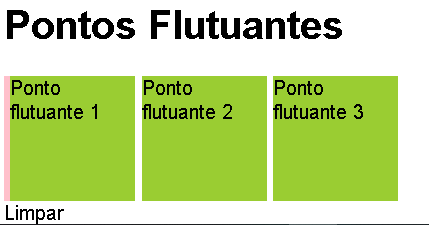 Pontos Flutuantes
Ponto
flutuante 1
Ponto
flutuante 2
Ponto
flutuante 3
Limpar